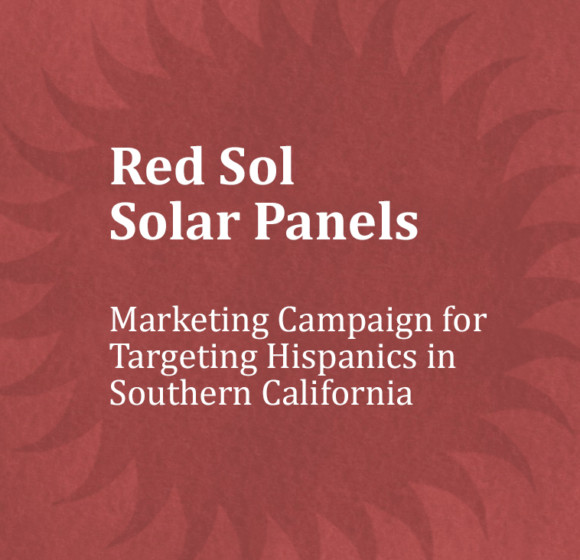 Red Sol
Solar Panels
Marketing Campaign for
Targeting Hispanics in
Southern California